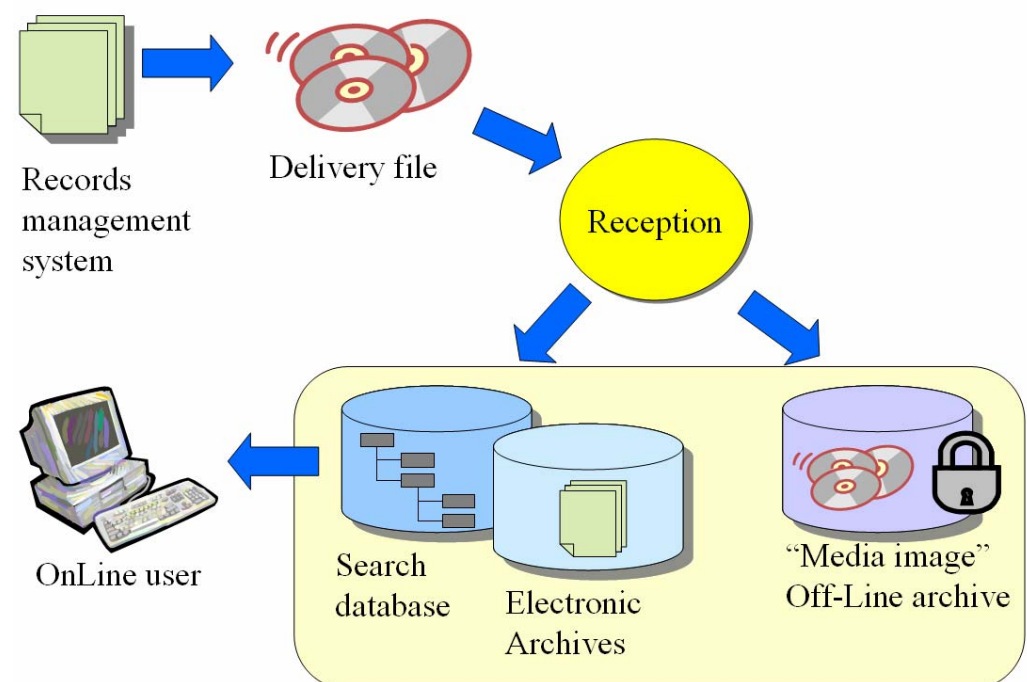 Records
management
system
Delivery file
Reception
OnLine user
Search
database
Electronic
Archives
“Media image”
Off-Line archive